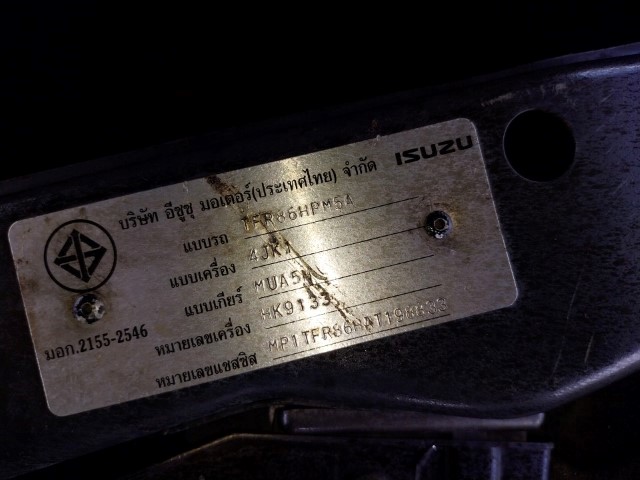 ISUZU
บริษัท อีซูซุ มอเตอร์(ประเทศไทย) จำกัด
แบบรถ TFR86HPM5A
แบบเครื่อง 4JK1
แบบเกียร์
หมายเลขเครื่อง
หมายเลขแชสซิส
มอก.2155-2546